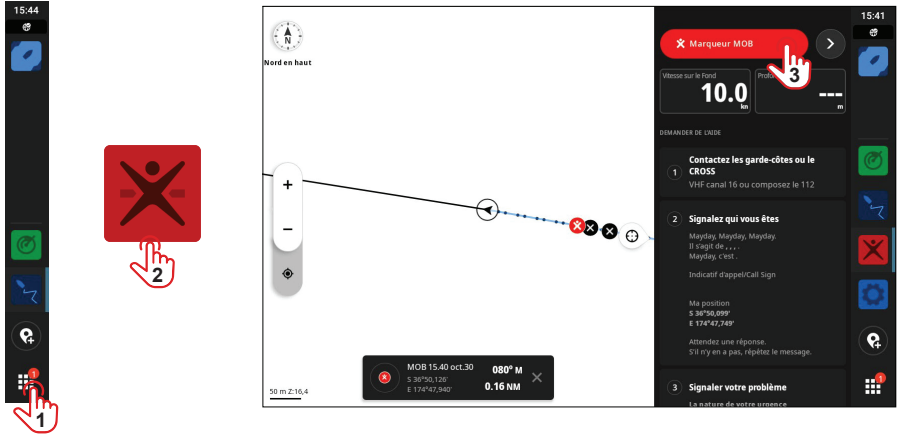 15:44
1
1
2
N
Nord en haut
+
−
50 m Z:16,4
MOB 15.40 oct.30
S 36°50,126'
E 174°47,940'
080° M
0.16 NM
Marqueur MOB
3
Vitesse sur le Fond
10.0
kn
Profo
---
m
DEMANDER DE L'AIDE
1
Contactez les garde-côtes ou le
CROSS
VHF canal 16 ou composez le 112
2
Signalez qui vous êtes
Mayday, Mayday, Mayday.
Il s'agit de , , , .
Mayday, c'est .
Indicatif d'appel/Call Sign
Ma position
S 36°50,099'
E 174°47,749'
Attendez une réponse.
S'il n'y en a pas, répétez le message.
3
Signaler votre problème
La nature de votre urgence
15:41
1